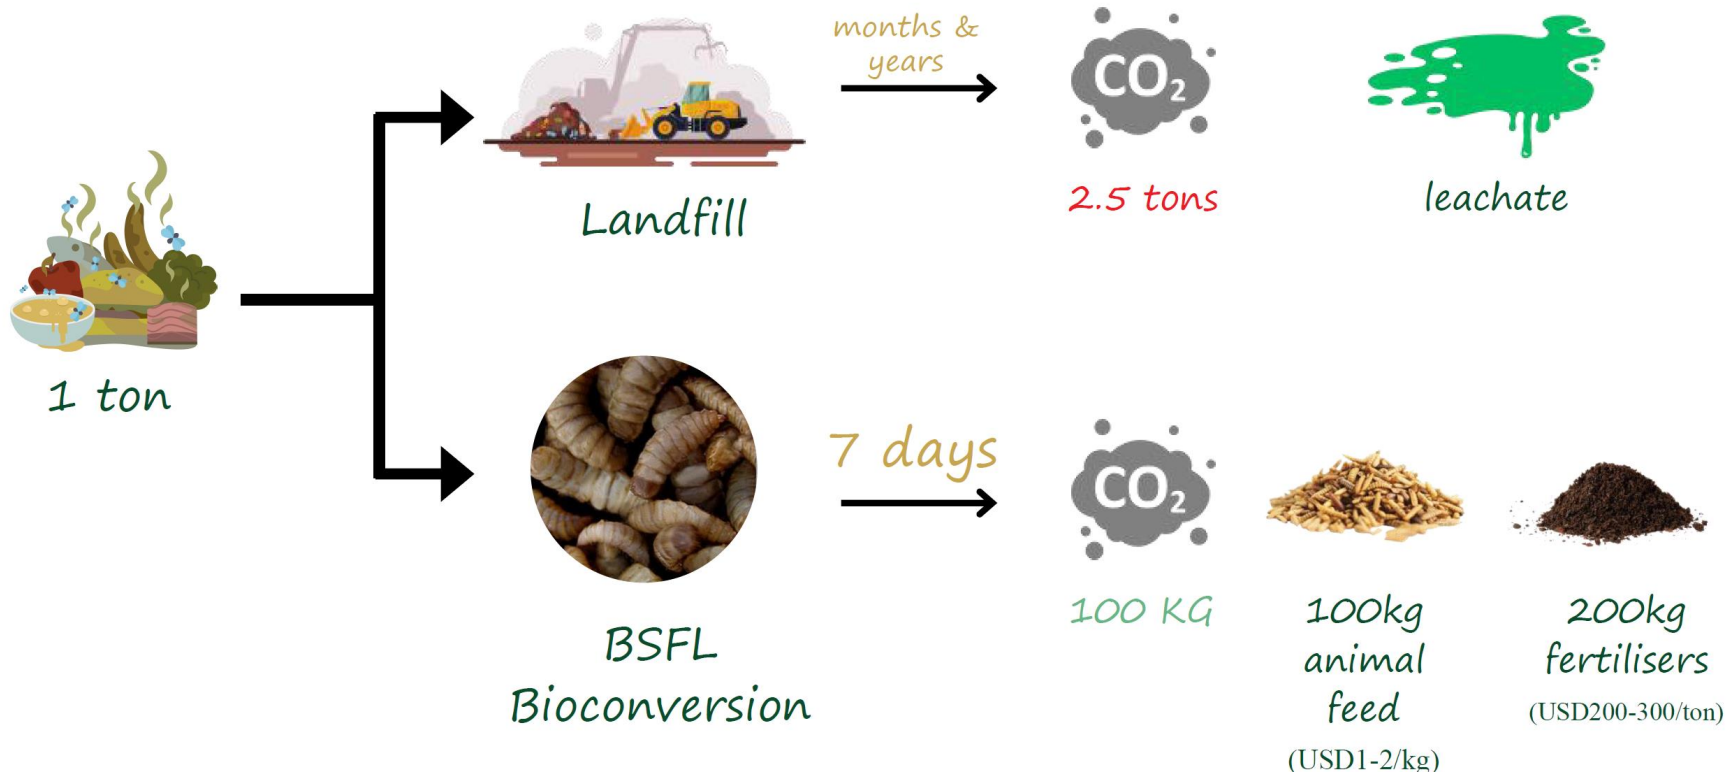 months &
years
CO2
2.5 tons
leachate
Landfill
1 ton
7 days
CO2
BSFL
Bioconversion
100 KG
100kg
animal
feed
(USD1-2/kg)
200kg
fertilisers
(USD200-300/ton)